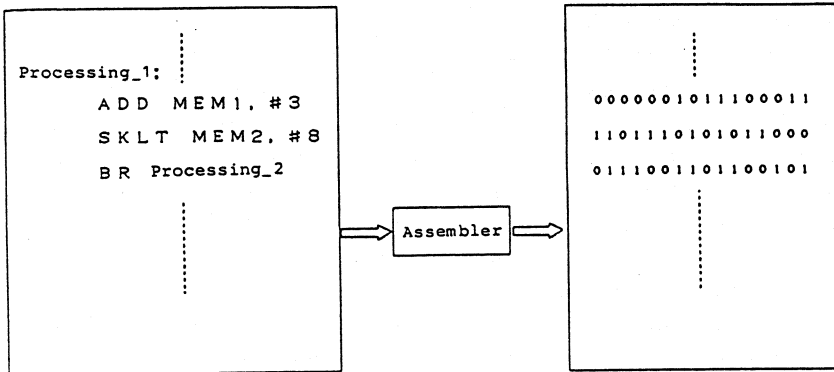 Processing_1:
ADD MEM1, #3
SKLT MEM2, #8
BR Processing_2
Assembler
0000001011100011
1101110101011000
0111001101100101